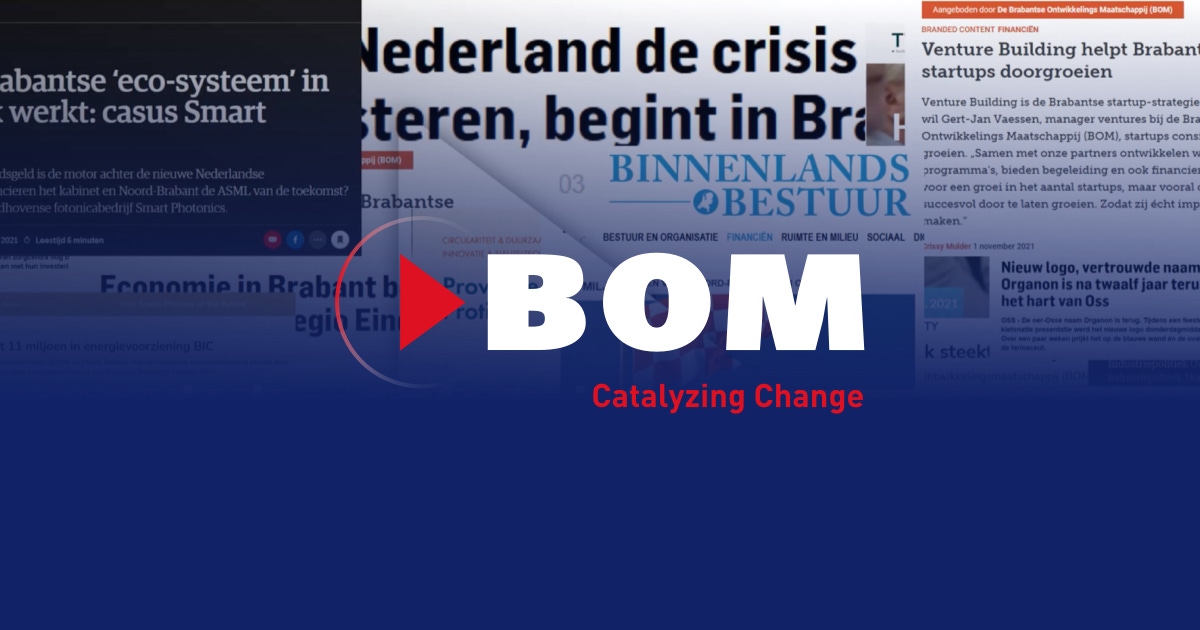 abantse ‘eco-systeem’ in
werkt: casus Smart
dsgeld is de motor achter de nieuwe Nederlandse
ncieren het kabinet en Noord-Brabant de ASML van de toekomst?
dhovense fotonicabedrijf Smart Photonics.
2021 Leestijd 6 minuten
Economie in Brabant b
egio Ein
t 11 miljoen in energievoorziening BIC
Nederland de crisis
steren, begint in Bra
ppij (BOM)
Brabantse
03
CIRCULARITEIT & DUURZA
INNOVATIE &
Prov
BINNENLANDS
BESTUUR
BESTUUR EN ORGANISATIE FINANCIËN RUIMTE EN MILIEU SOCIAAL
BOM
Catalyzing Change
T
H
Aangeboden door De Brabantse Ontwikkelings Maatschappij (BOM)
BRANDED CONTENT FINANCIËN
Venture Building helpt Brabant
startups doorgroeien
Venture Building is de Brabantse startup-strategie
wil Gert-Jan Vaessen, manager ventures bij de Bra
Ontwikkelings Maatschappij (BOM), startups cons
groeien. „Samen met onze partners ontwikkelen w
programma's, bieden begeleiding en ook financier
voor een groei in het aantal startups, maar vooral o
succesvol door te laten groeien. Zodat zij écht imp
maken."
Crissy Mulder 1 november 2021
Nieuw logo, vertrouwde naam
Organon is na twaalf jaar teru
het hart van Oss
2021
TY
k steekt